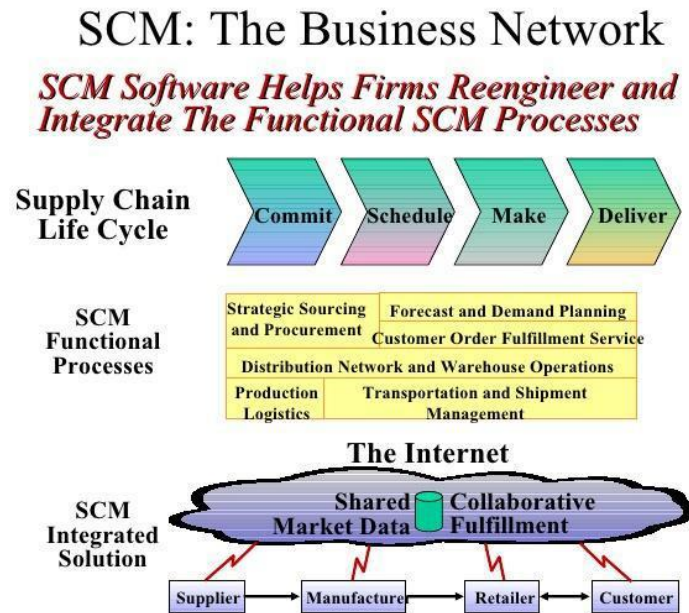 SCM: The Business Network
SCM Software Helps Firms Reengineer and
Integrate The Functional SCM Processes
Supply Chain
Life Cycle
Commit
Schedule
Make
Deliver
SCM
Functional
Processes
Strategic Sourcing
and Procurement
Forecast and Demand Planning
Customer Order Fulfillment Service
Distribution Network and Warehouse Operations
Production
Logistics
Transportation and Shipment
Management
The Internet
SCM
Integrated
Solution
Shared
Market Data
Collaborative
Fulfillment
Supplier
Manufacture
Retailer
Customer